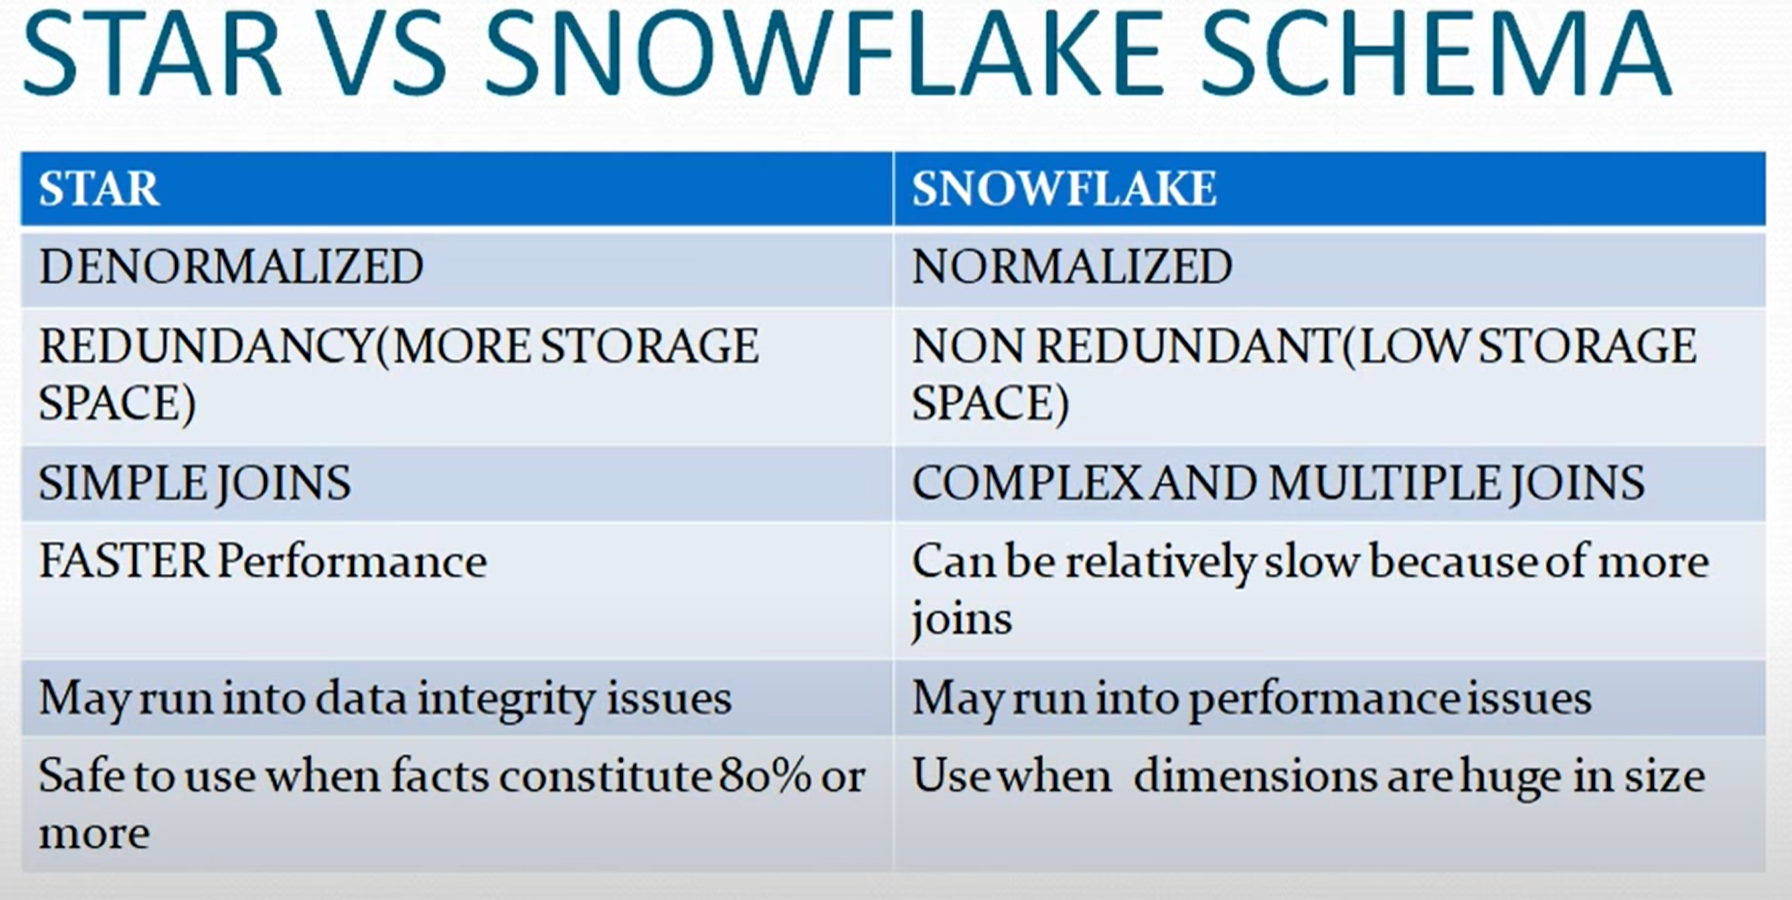 STAR VS SNOWFLAKE SCHEMA
STAR
SNOWFLAKE
DENORMALIZED
NORMALIZED
REDUNDANCY(MORE STORAGE
SPACE)
NON REDUNDANT(LOW STORAGE
SPACE)
SIMPLE JOINS
COMPLEX AND MULTIPLE JOINS
FASTER Performance
Can be relatively slow because of more
joins
May run into data integrity issues
May run into performance issues
Safe to use when facts constitute 80% or
more
Use when dimensions are huge in size